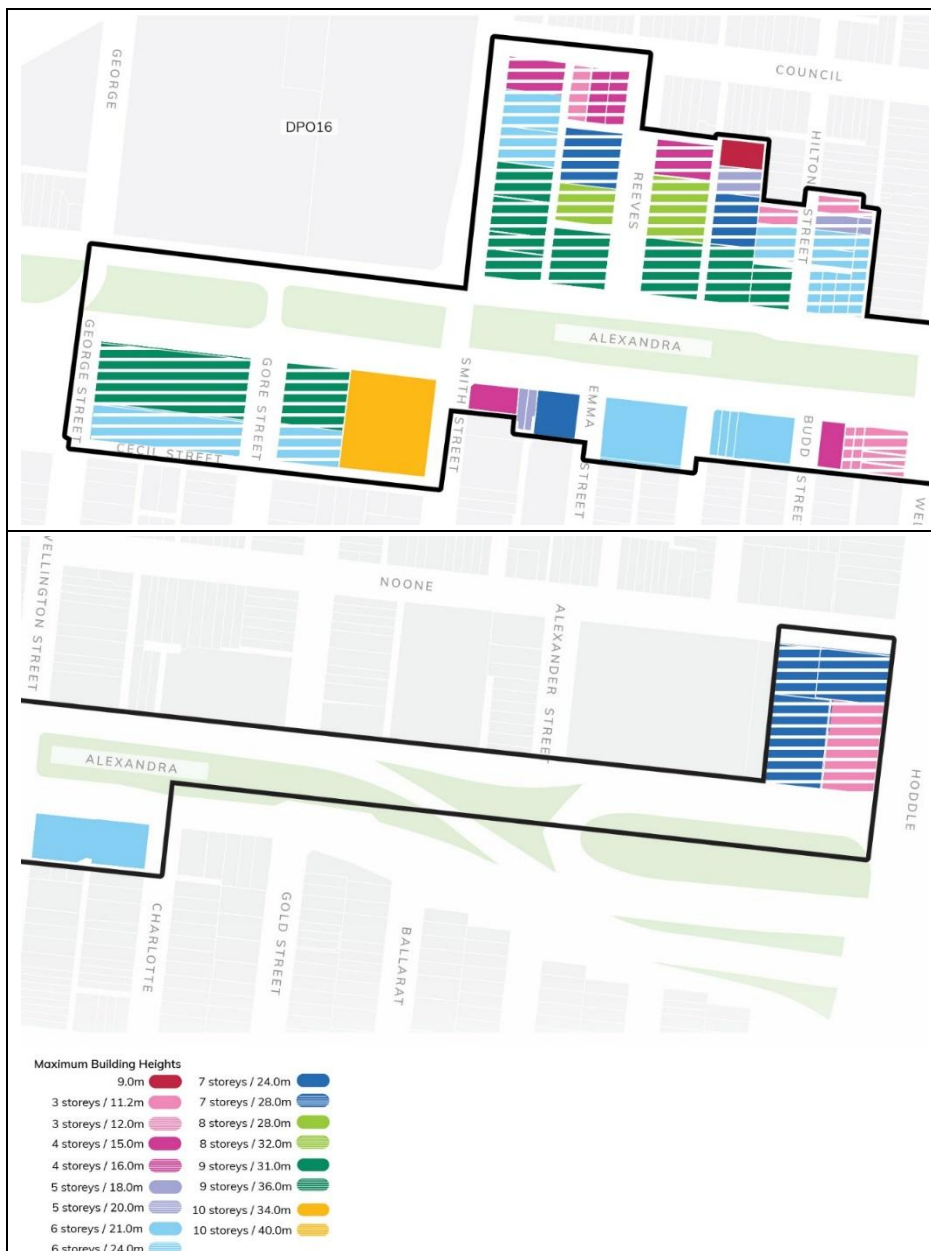 GEORGE
COUNCIL
DPO16
HILTON
STREET
REEVES
ALEXANDRA
GEORGE STREET
GORE STREET
CECIL STREET
SMITH
STREET
EMMA
STREET
BUDD
STREE
WEL
WELLINGTON STREET
NOONE
ALEXANDER STREET
ALEXANDRA
HODDLE
CHARLOTTE
GOLD STREET
BALLARAT
Maximum Building Heights
9.0m
3 storeys / 11.2m
3 storeys / 12.0m
4 storeys / 15.0m
4 storeys / 16.0m
5 storeys / 18.0m
5 storeys / 20.0m
6 storeys / 21.0m
6 storeys / 24.0m
7 storeys / 24.0m
7 storeys / 28.0m
8 storeys / 28.0m
8 storeys / 32.0m
9 storeys / 31.0m
9 storeys / 36.0m
10 storeys / 34.0m
10 storeys / 40.0m